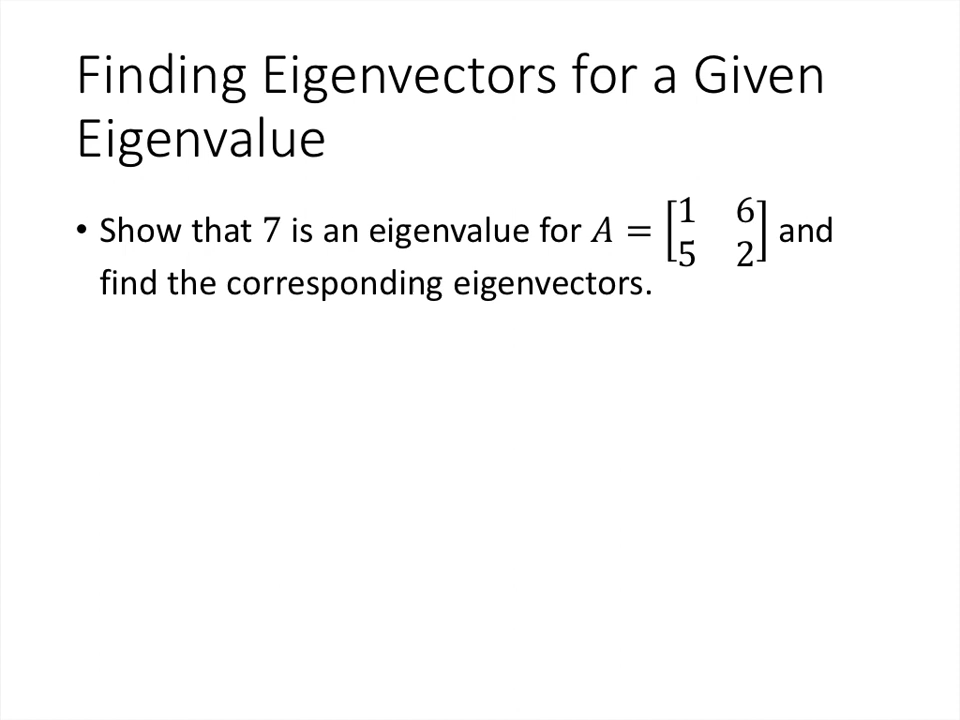 Finding Eigenvectors for a Given
Eigenvalue
• Show that 7 is an eigenvalue for 𝐴 = [1 6; 5 2] and
find the corresponding eigenvectors.